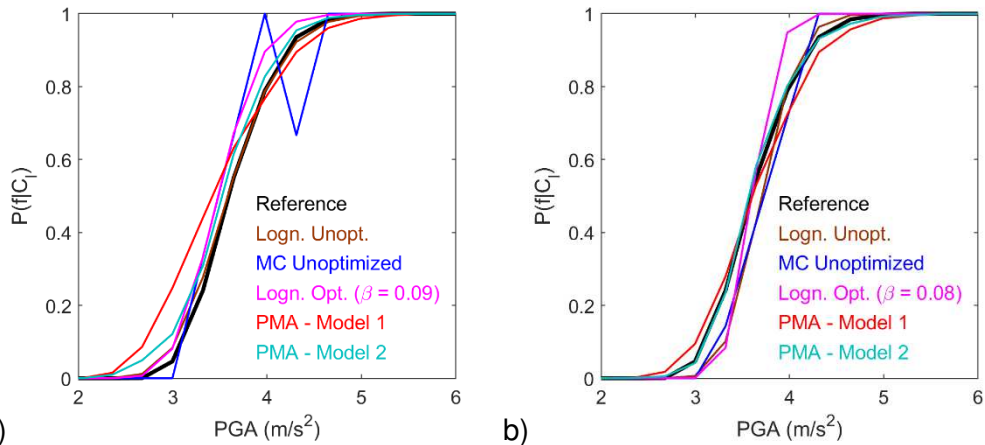 P(f|C_l)
1
0.8
0.6
0.4
0.2
0
Reference
Logn. Unopt.
MC Unoptimized
Logn. Opt. (β = 0.09)
PMA - Model 1
PMA - Model 2
2 3 4 5 6
PGA (m/s²)
)
P(f|C_l)
1
0.8
0.6
0.4
0.2
0
Reference
Logn. Unopt.
MC Unoptimized
Logn. Opt. (β = 0.08)
PMA - Model 1
PMA - Model 2
2 3 4 5 6
PGA (m/s²)
b)